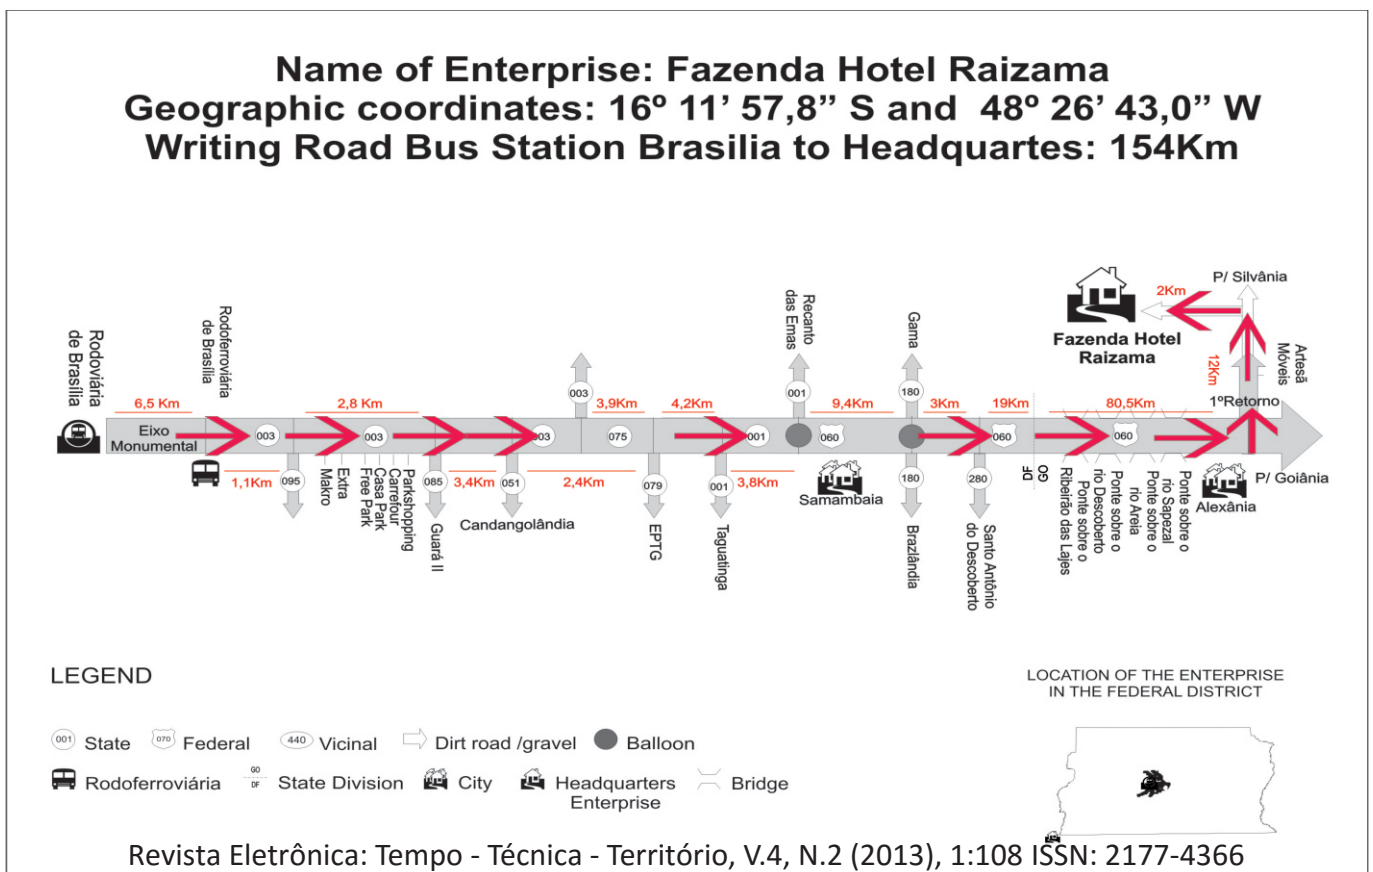 Name of Enterprise: Fazenda Hotel Raizama
Geographic coordinates: 16º 11’ 57,8” S and 48º 26’ 43,0” W
Writing Road Bus Station Brasilia to Headquartes: 154Km
Rodoviária
de Brasília
6,5 Km
Eixo
Monumental
Rodoferroviária
de Brasília
1,1Km
003
095
2,8 Km
Makro
Extra
003
Free Park
Casa Park
Carrefour
Parkshopping
085
Guará II
3,4Km
051
Candangolândia
003
003
2,4Km
3,9Km
075
079
EPTG
4,2Km
001
Taguatinga
001
3,8Km
Recanto
das Emas
001
9,4Km
060
Samambaia
Gama
180
180
Brazlândia
3Km
280
Santo Antônio
do Descoberto
19Km
060
DF
GO
80,5Km
060
Ribeirão das Lajes
Ponte sobre o
rio Descoberto
Ponte sobre o
rio Areia
Ponte sobre o
rio Sapezal
Ponte sobre o
Alexânia
P/ Goiânia
1ºRetorno
Artesã
Móveis
12Km
P/ Silvânia
2Km
Fazenda Hotel
Raizama
LEGEND
001 State
070 Federal
440 Vicinal
Dirt road /gravel
Balloon
Rodoferroviária
GO
DF
State Division
City
Headquarters
Enterprise
Bridge
LOCATION OF THE ENTERPRISE
IN THE FEDERAL DISTRICT
Revista Eletrônica: Tempo - Técnica - Território, V.4, N.2 (2013), 1:108 ISSN: 2177-4366